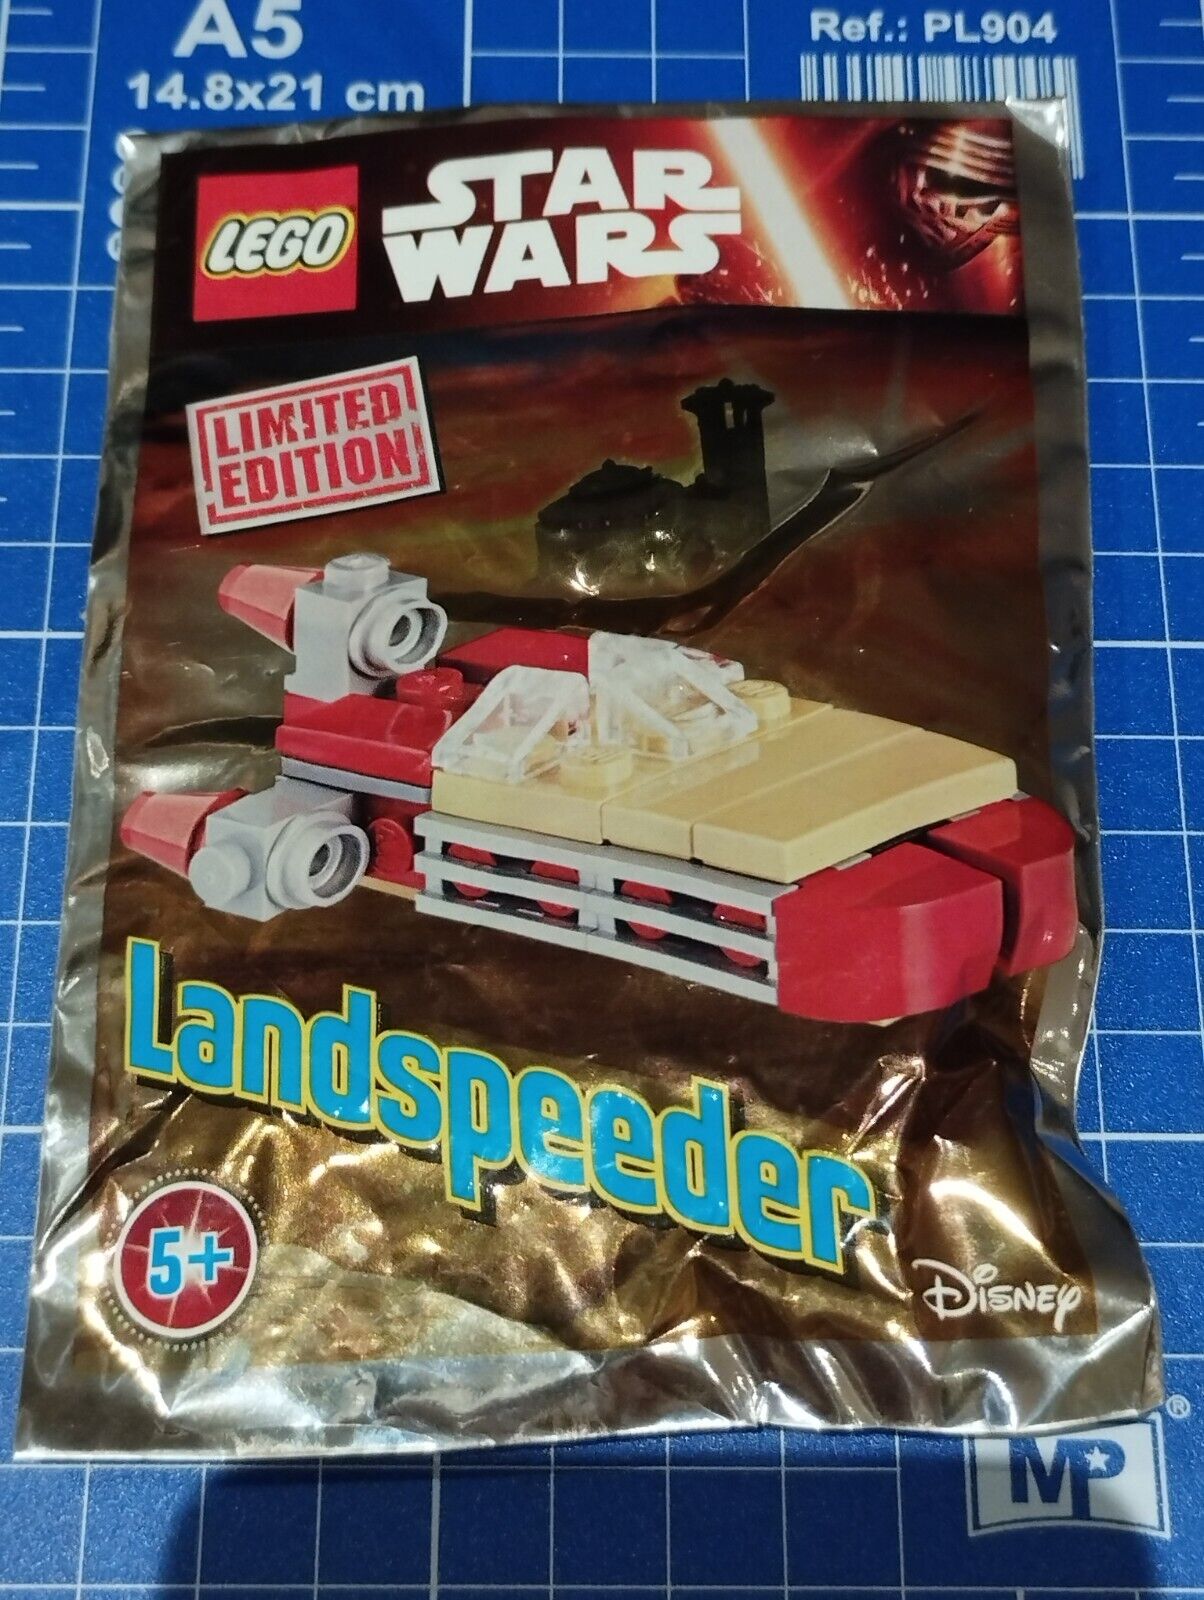 A5
Ref.: PL904
14.8x21 cm
LEGO
STAR
WARS
LIMITED
EDITION
Landspeeder
5+
Disney
MP®